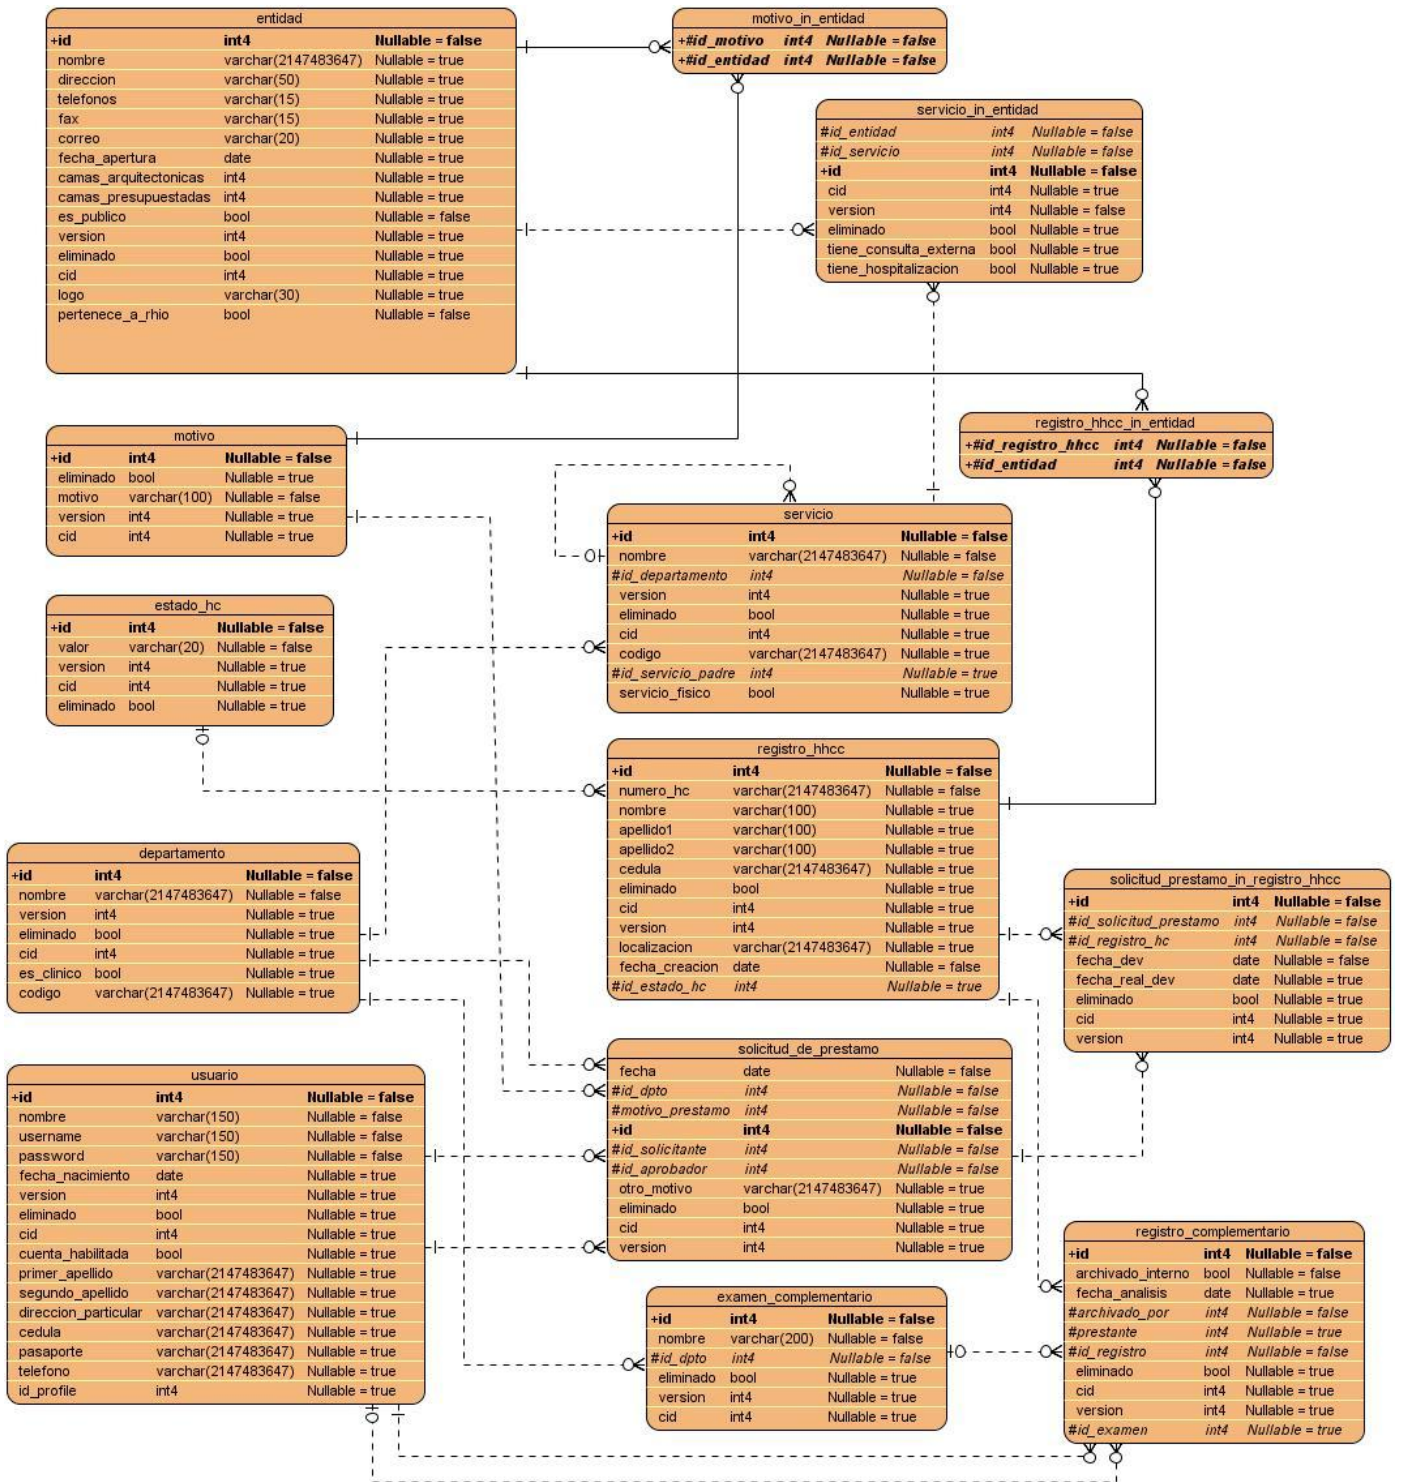 entidad
+id int4 Nullable = false
nombre varchar(2147483647) Nullable = true
direccion varchar(50) Nullable = true
telefonos varchar(15) Nullable = true
fax varchar(15) Nullable = true
correo varchar(20) Nullable = true
fecha_apertura date Nullable = true
camas_arquitectonicas int4 Nullable = true
camas_presupuestadas int4 Nullable = true
es_publico bool Nullable = false
version int4 Nullable = true
eliminado bool Nullable = true
cid int4 Nullable = true
logo varchar(30) Nullable = true
pertenece_a_rhio bool Nullable = false
motivo_in_entidad
+#id_motivo int4 Nullable = false
+#id_entidad int4 Nullable = false
servicio_in_entidad
#id_entidad int4 Nullable = false
#id_servicio int4 Nullable = false
+id int4 Nullable = false
cid int4 Nullable = true
version int4 Nullable = false
eliminado bool Nullable = true
tiene_consulta_externa bool Nullable = true
tiene_hospitalizacion bool Nullable = true
registro_hhcc_in_entidad
+#id_registro_hhcc int4 Nullable = false
+#id_entidad int4 Nullable = false
motivo
+id int4 Nullable = false
eliminado bool Nullable = true
motivo varchar(100) Nullable = false
version int4 Nullable = true
cid int4 Nullable = true
servicio
+id int4 Nullable = false
nombre varchar(2147483647) Nullable = false
#id_departamento int4 Nullable = false
version int4 Nullable = true
eliminado bool Nullable = true
cid int4 Nullable = true
codigo varchar(2147483647) Nullable = true
#id_servicio_padre int4 Nullable = true
servicio_fisico bool Nullable = true
estado_hc
+id int4 Nullable = false
valor varchar(20) Nullable = false
version int4 Nullable = true
cid int4 Nullable = true
eliminado bool Nullable = true
registro_hhcc
+id int4 Nullable = false
numero_hc varchar(2147483647) Nullable = false
nombre varchar(100) Nullable = true
apellido1 varchar(100) Nullable = true
apellido2 varchar(100) Nullable = true
cedula varchar(2147483647) Nullable = true
eliminado bool Nullable = true
cid int4 Nullable = true
version int4 Nullable = true
localizacion varchar(2147483647) Nullable = true
fecha_creacion date Nullable = false
#id_estado_hc int4 Nullable = true
departamento
+id int4 Nullable = false
nombre varchar(2147483647) Nullable = false
version int4 Nullable = true
eliminado bool Nullable = true
cid int4 Nullable = true
es_clinico bool Nullable = true
codigo varchar(2147483647) Nullable = true
solicitud_prestamo_in_registro_hhcc
+id int4 Nullable = false
#id_solicitud_prestamo int4 Nullable = false
#id_registro_hc int4 Nullable = false
fecha_dev date Nullable = false
fecha_real_dev date Nullable = true
eliminado bool Nullable = true
cid int4 Nullable = true
version int4 Nullable = true
solicitud_de_prestamo
fecha date Nullable = false
#id_dpto int4 Nullable = false
#motivo_prestamo int4 Nullable = false
+id int4 Nullable = false
#id_solicitante int4 Nullable = false
#id_aprobador int4 Nullable = false
otro_motivo varchar(2147483647) Nullable = true
eliminado bool Nullable = true
cid int4 Nullable = true
version int4 Nullable = true
usuario
+id int4 Nullable = false
nombre varchar(150) Nullable = false
username varchar(150) Nullable = false
password varchar(150) Nullable = false
fecha_nacimiento date Nullable = true
version int4 Nullable = true
eliminado bool Nullable = true
cid int4 Nullable = true
cuenta_habilitada bool Nullable = true
primer_apellido varchar(2147483647) Nullable = true
segundo_apellido varchar(2147483647) Nullable = true
direccion_particular varchar(2147483647) Nullable = true
cedula varchar(2147483647) Nullable = true
pasaporte varchar(2147483647) Nullable = true
telefono varchar(2147483647) Nullable = true
id_profile int4 Nullable = true
examen_complementario
+id int4 Nullable = false
nombre varchar(200) Nullable = false
#id_dpto int4 Nullable = false
eliminado bool Nullable = true
version int4 Nullable = true
cid int4 Nullable = true
registro_complementario
+id int4 Nullable = false
archivado_interno bool Nullable = false
fecha_analisis date Nullable = true
#archivado_por int4 Nullable = false
#prestante int4 Nullable = true
#id_registro int4 Nullable = false
eliminado bool Nullable = true
cid int4 Nullable = true
version int4 Nullable = true
#id_examen int4 Nullable = true